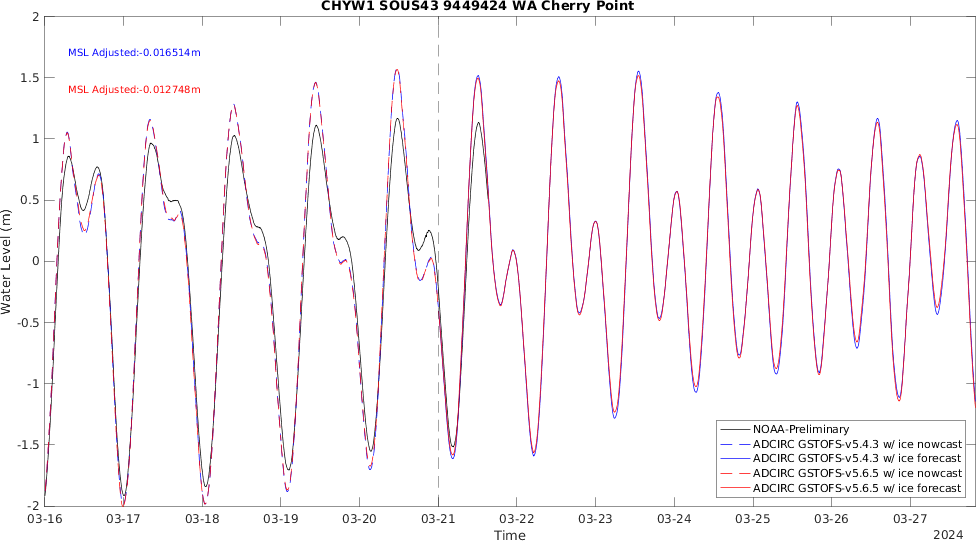 CHYW1 SOUS43 9449424 WA Cherry Point
MSL Adjusted:-0.016514m
MSL Adjusted:-0.012748m
Water Level (m)
2
1.5
1
0.5
0
-0.5
-1
-1.5
-2
NOAA-Preliminary
ADCIRC GSTOFS-v5.4.3 w/ ice nowcast
ADCIRC GSTOFS-v5.4.3 w/ ice forecast
ADCIRC GSTOFS-v5.6.5 w/ ice nowcast
ADCIRC GSTOFS-v5.6.5 w/ ice forecast
03-16 03-17 03-18 03-19 03-20 03-21 03-22 03-23 03-24 03-25 03-26 03-27
Time
2024